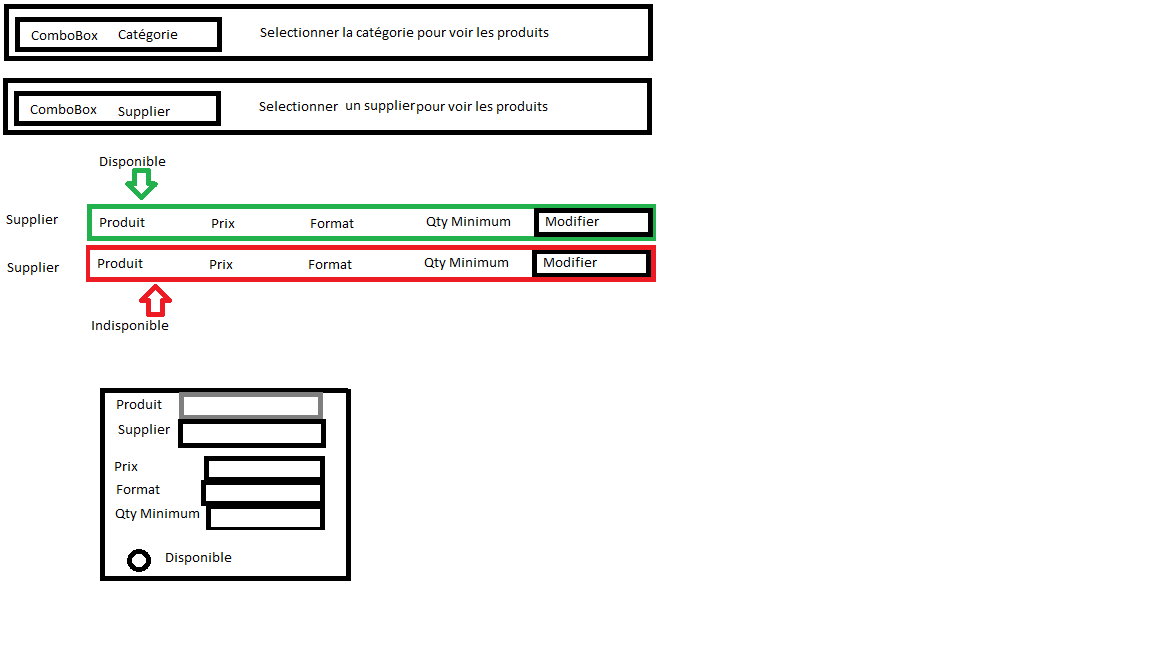 ComboBox Catégorie Selectionner la catégorie pour voir les produits
ComboBox Supplier Selectionner un supplier pour voir les produits
Disponible
Supplier Produit Prix Format Qty Minimum Modifier
Supplier Produit Prix Format Qty Minimum Modifier
Indisponible
Produit
Supplier
Prix
Format
Qty Minimum
Disponible